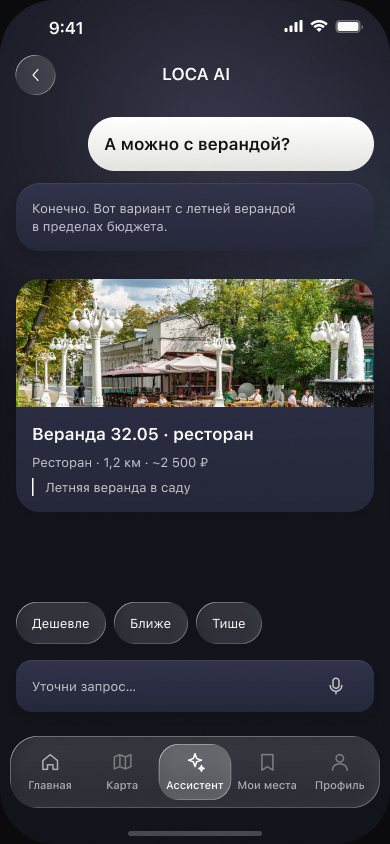 9:41
LOCA AI
А можно с верандой?
Конечно. Вот вариант с летней верандой
в пределах бюджета.
Веранда 32.05 · ресторан
Ресторан · 1,2 км · ~2 500 ₽
Летняя веранда в саду
Дешевле
Ближе
Тише
Уточни запрос...
Главная
Карта
Ассистент
Мои места
Профиль